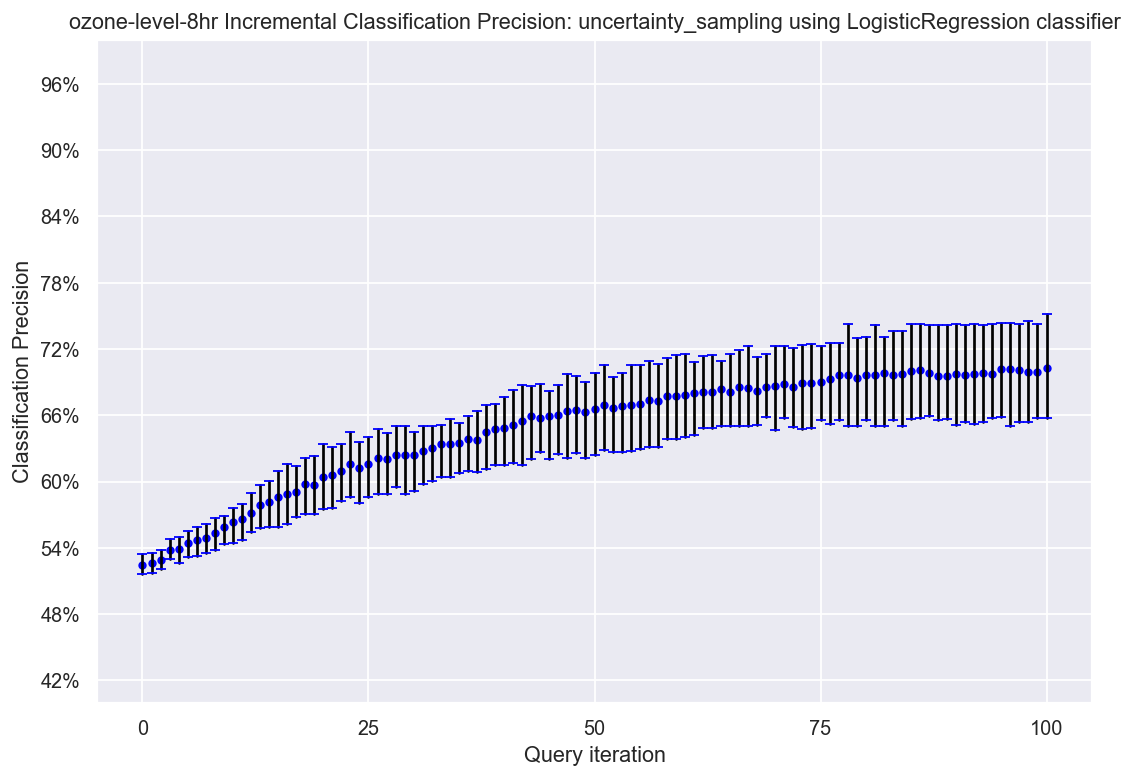 ozone-level-8hr Incremental Classification Precision: uncertainty_sampling using LogisticRegression classifier
96%
90%
84%
78%
72%
66%
60%
54%
48%
42%
Classification Precision
0 25 50 75 100
Query iteration